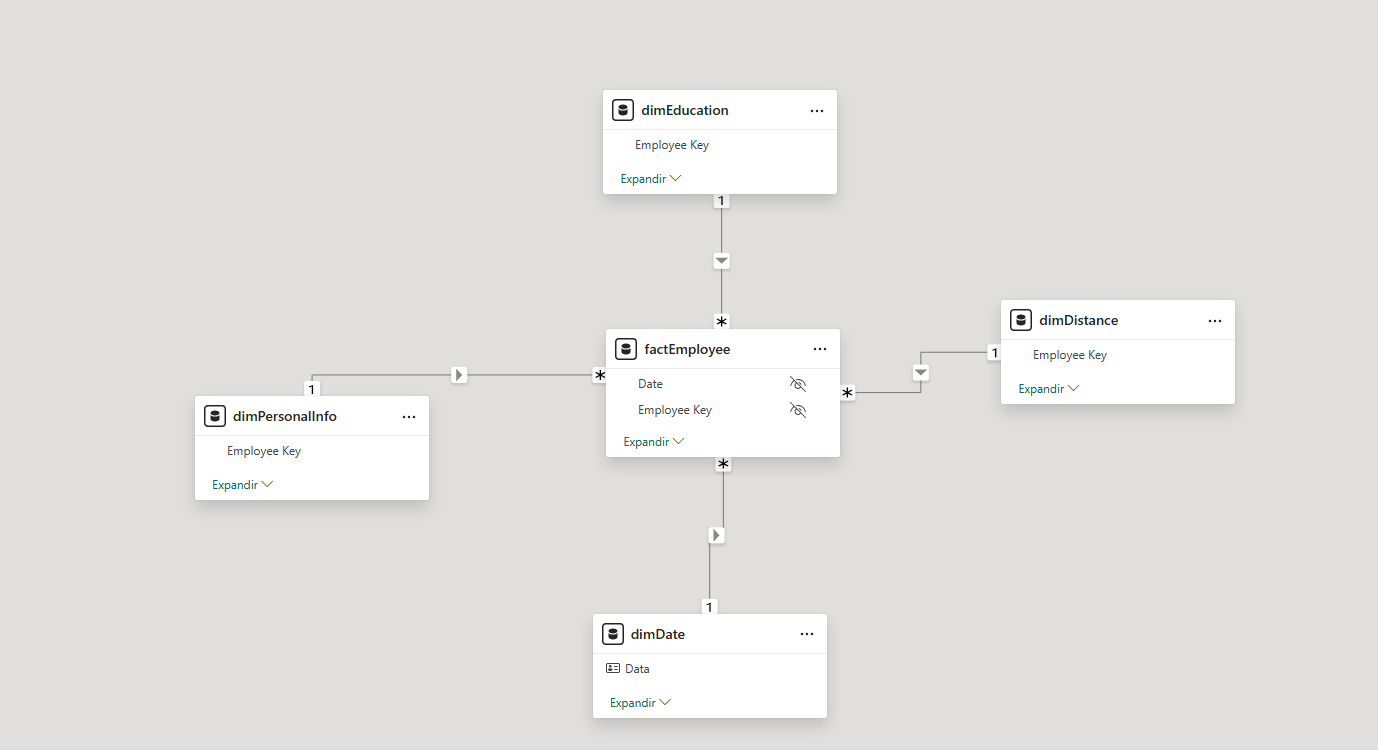 dimEducation
Employee Key
Expandir
1
*
dimDistance
1
Employee Key
Expandir
factEmployee
Date
Employee Key
Expandir
*
*
*
1
dimPersonalInfo
Employee Key
Expandir
1
dimDate
Data
Expandir